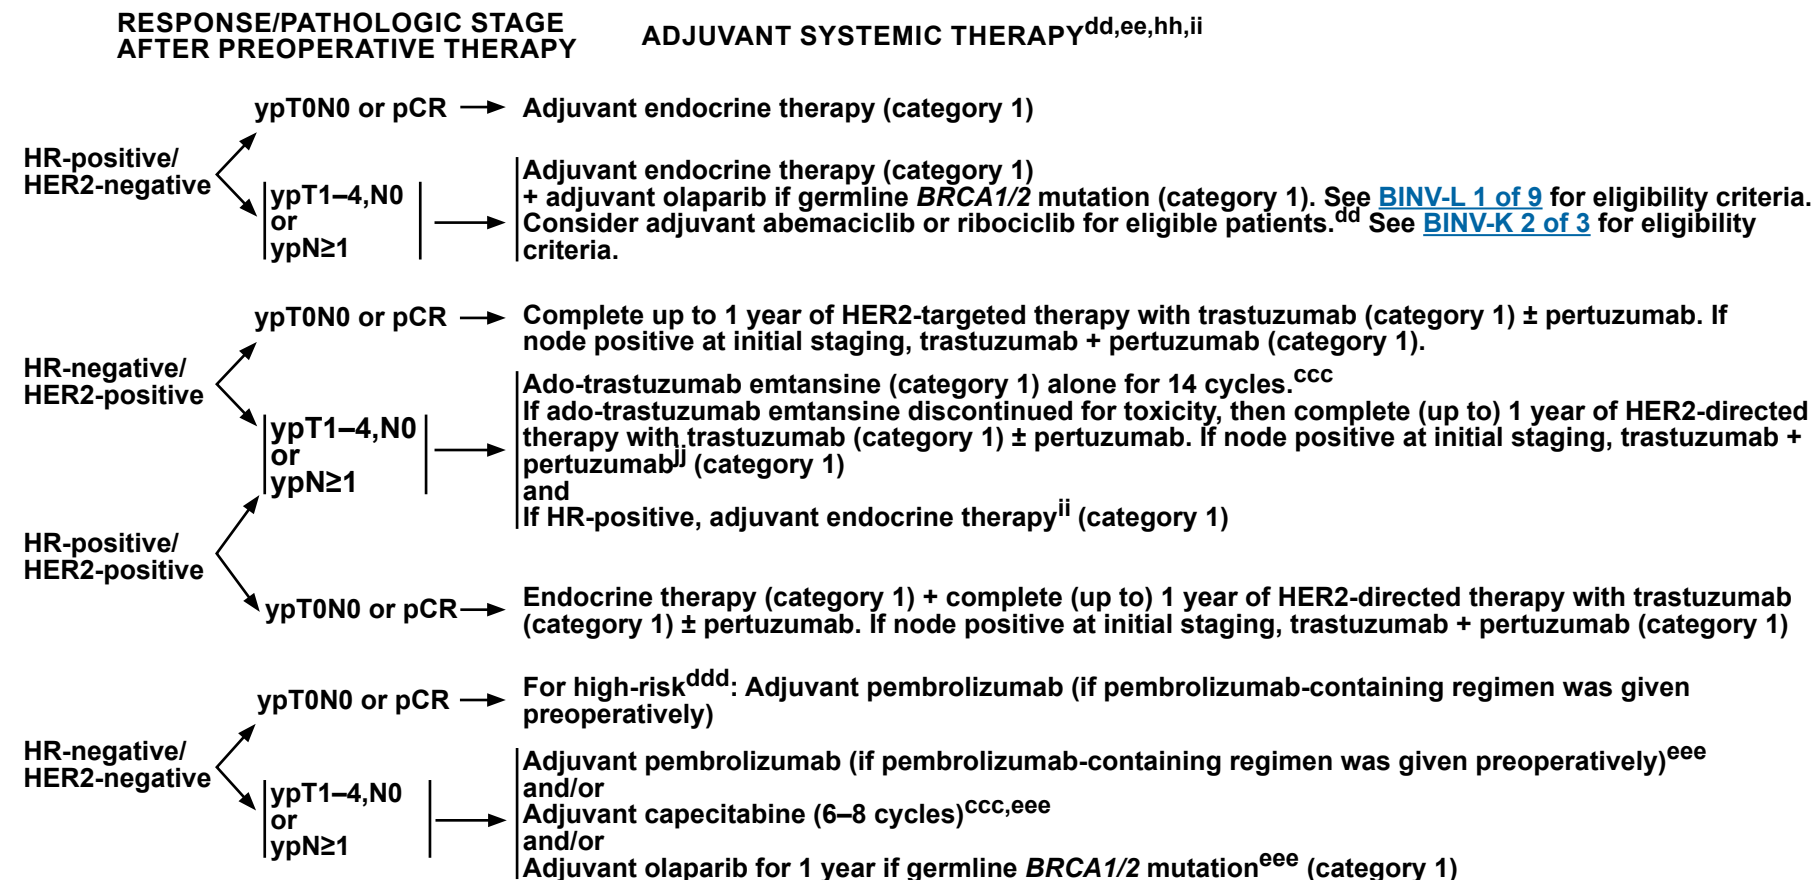 RESPONSE/PATHOLOGIC STAGE
AFTER PREOPERATIVE THERAPY
ADJUVANT SYSTEMIC THERAPYdd,ee,hh,ii
HR-positive/
HER2-negative
ypT0N0 or pCR
Adjuvant endocrine therapy (category 1)
ypT1–4,N0
or
ypN≥1
Adjuvant endocrine therapy (category 1)
+ adjuvant olaparib if germline BRCA1/2 mutation (category 1). See BINV-L 1 of 9 for eligibility criteria.
Consider adjuvant abemaciclib or ribociclib for eligible patients.dd See BINV-K 2 of 3 for eligibility
criteria.
HR-negative/
HER2-positive
ypT0N0 or pCR
Complete up to 1 year of HER2-targeted therapy with trastuzumab (category 1) ± pertuzumab. If
node positive at initial staging, trastuzumab + pertuzumab (category 1).
ypT1–4,N0
or
ypN≥1
Ado-trastuzumab emtansine (category 1) alone for 14 cycles.ccc
If ado-trastuzumab emtansine discontinued for toxicity, then complete (up to) 1 year of HER2-directed
therapy with trastuzumab (category 1) ± pertuzumab. If node positive at initial staging, trastuzumab +
pertuzumabjj (category 1)
and
If HR-positive, adjuvant endocrine therapyii (category 1)
HR-positive/
HER2-positive
ypT0N0 or pCR
Endocrine therapy (category 1) + complete (up to) 1 year of HER2-directed therapy with trastuzumab
(category 1) ± pertuzumab. If node positive at initial staging, trastuzumab + pertuzumab (category 1)
HR-negative/
HER2-negative
ypT0N0 or pCR
For high-riskddd: Adjuvant pembrolizumab (if pembrolizumab-containing regimen was given
preoperatively)
ypT1–4,N0
or
ypN≥1
Adjuvant pembrolizumab (if pembrolizumab-containing regimen was given preoperatively)eee
and/or
Adjuvant capecitabine (6–8 cycles)ccc,eee
and/or
Adjuvant olaparib for 1 year if germline BRCA1/2 mutationeee (category 1)